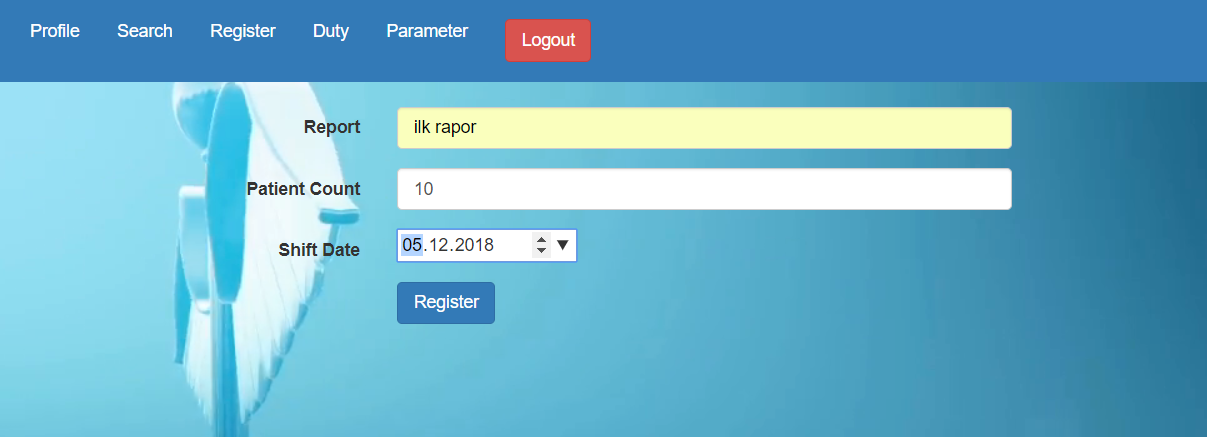 Profile Search Register Duty Parameter Logout
Report ilk rapor
Patient Count 10
Shift Date 05.12.2018
Register